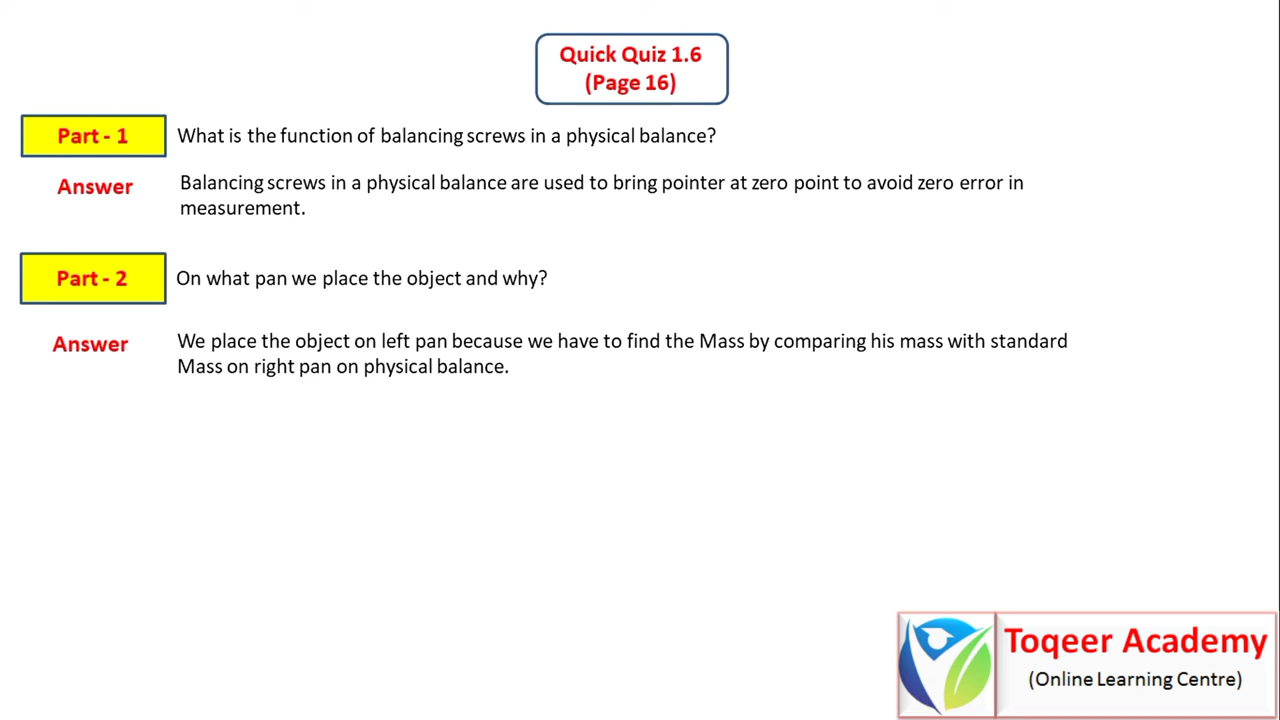 Quick Quiz 1.6
(Page 16)
Part - 1
What is the function of balancing screws in a physical balance?
Answer
Balancing screws in a physical balance are used to bring pointer at zero point to avoid zero error in
measurement.
Part - 2
On what pan we place the object and why?
Answer
We place the object on left pan because we have to find the Mass by comparing his mass with standard
Mass on right pan on physical balance.
Toqeer Academy
(Online Learning Centre)